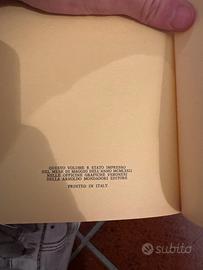 QUESTO VOLUME È STATO IMPRESSO
NEL MESE DI MAGGIO DELL'ANNO
NELLE OFFICINE GRAFICHE VERONESI
DELLA ARNOLDO MONDADORI EDITORE
PRINTED IN ITALY
subito